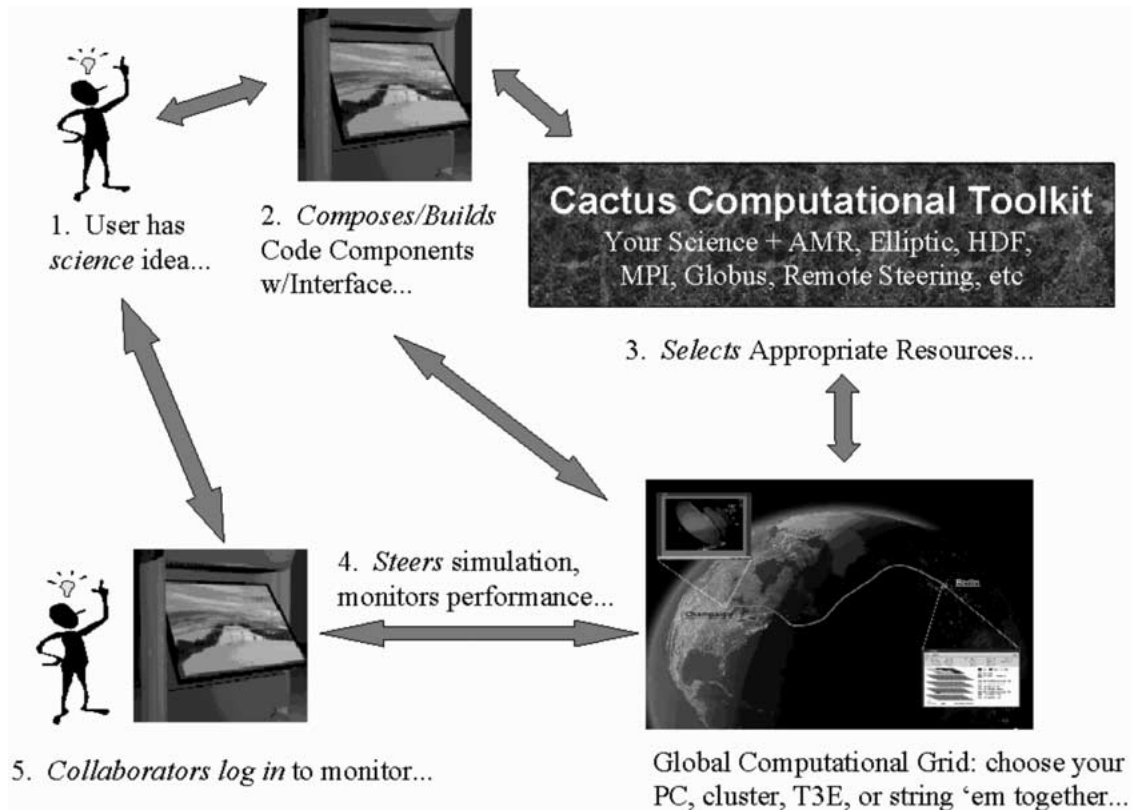 1. User has
science idea...
2. Composes/Builds
Code Components
w/Interface...
Cactus Computational Toolkit
Your Science + AMR, Elliptic, HDF,
MPI, Globus, Remote Steering, etc
3. Selects Appropriate Resources...
4. Steers simulation,
monitors performance...
Champaign
Berlin
5. Collaborators log in to monitor...
Global Computational Grid: choose your
PC, cluster, T3E, or string ‘em together...